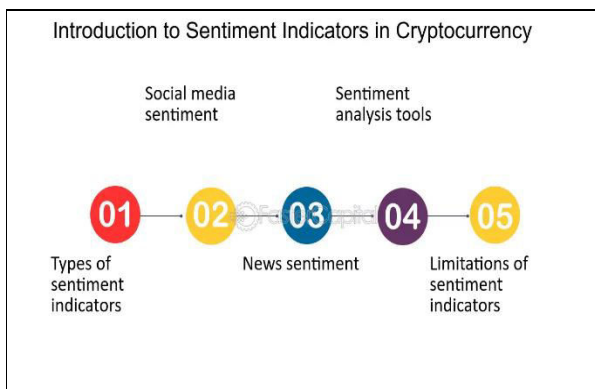 Introduction to Sentiment Indicators in Cryptocurrency
Social media
sentiment
Sentiment
analysis tools
01
02
03
04
05
Types of
sentiment
indicators
News sentiment
Limitations of
sentiment
indicators